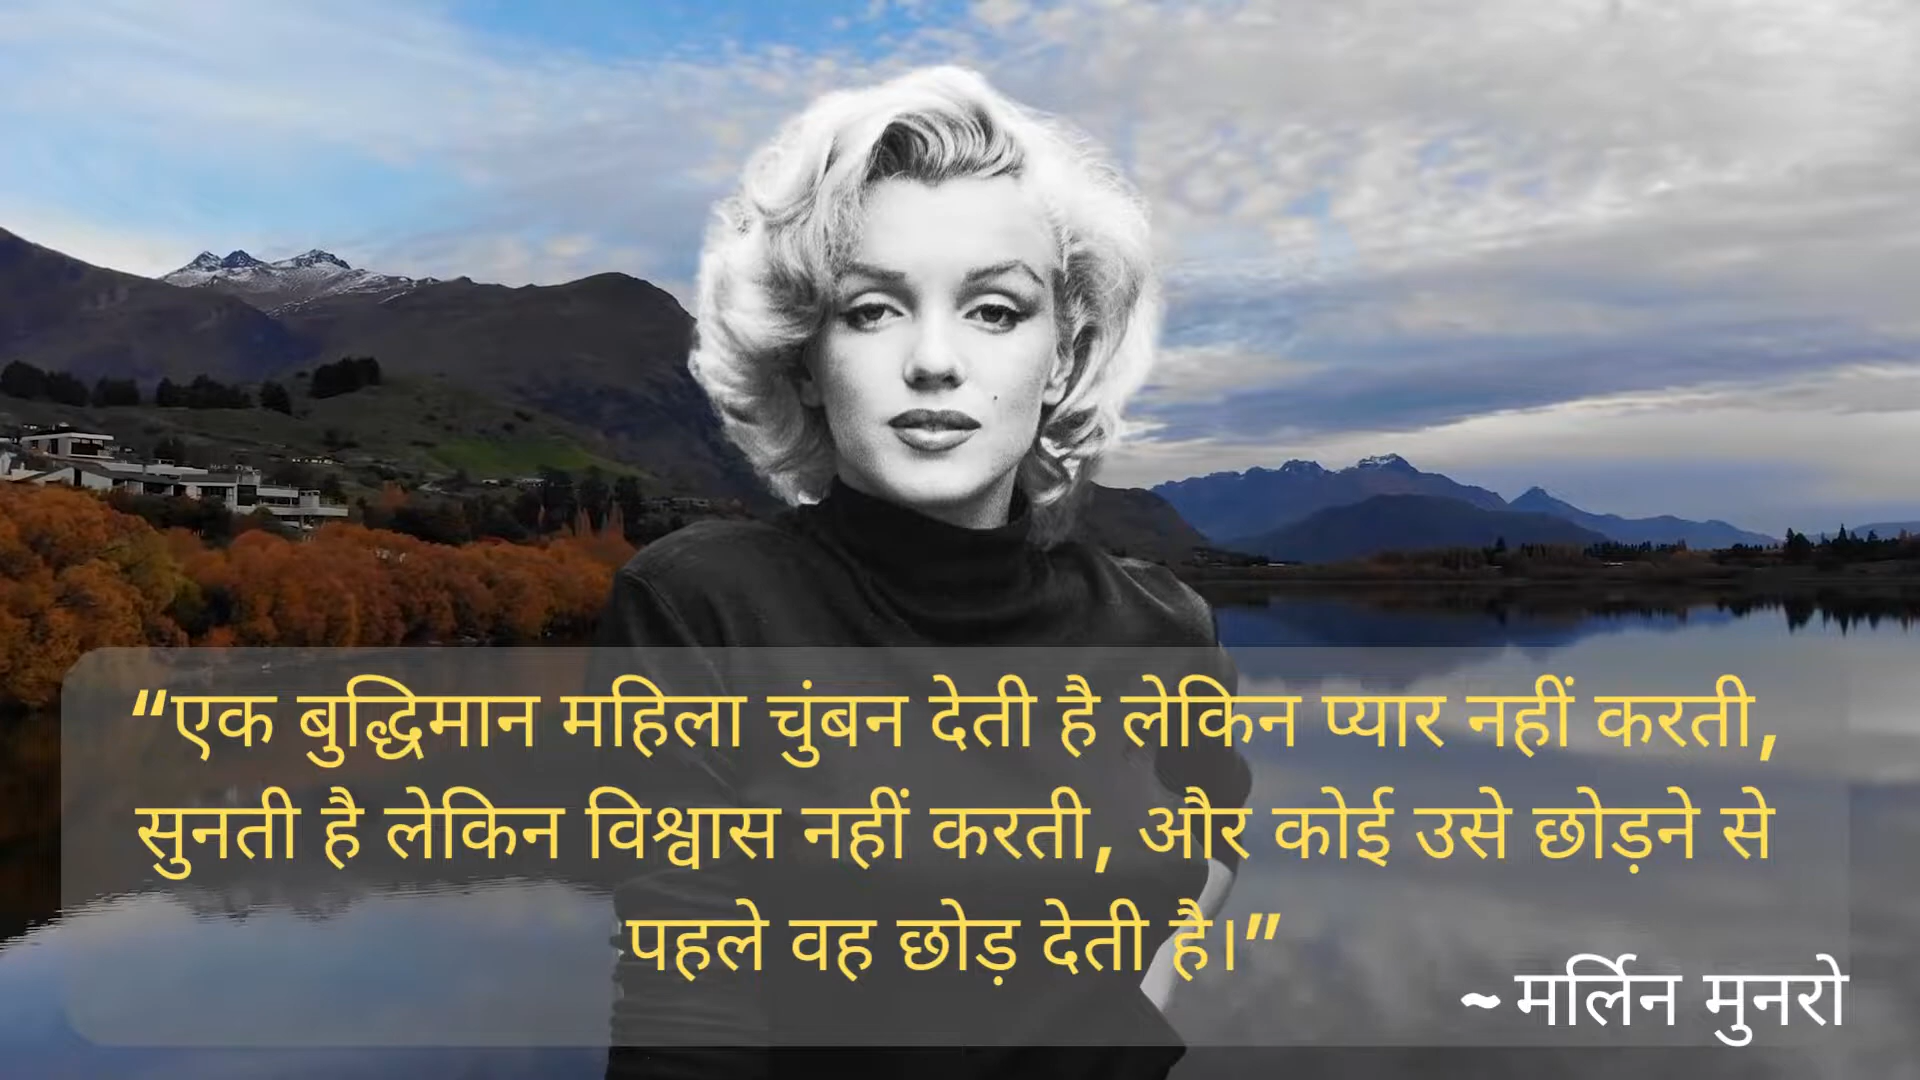 “एक बुद्धिमान महिला चुंबन देती है लेकिन प्यार नहीं करती,
सुनती है लेकिन विश्वास नहीं करती, और कोई उसे छोड़ने से
पहले वह छोड़ देती है।”
~ मर्लिन मुनरो